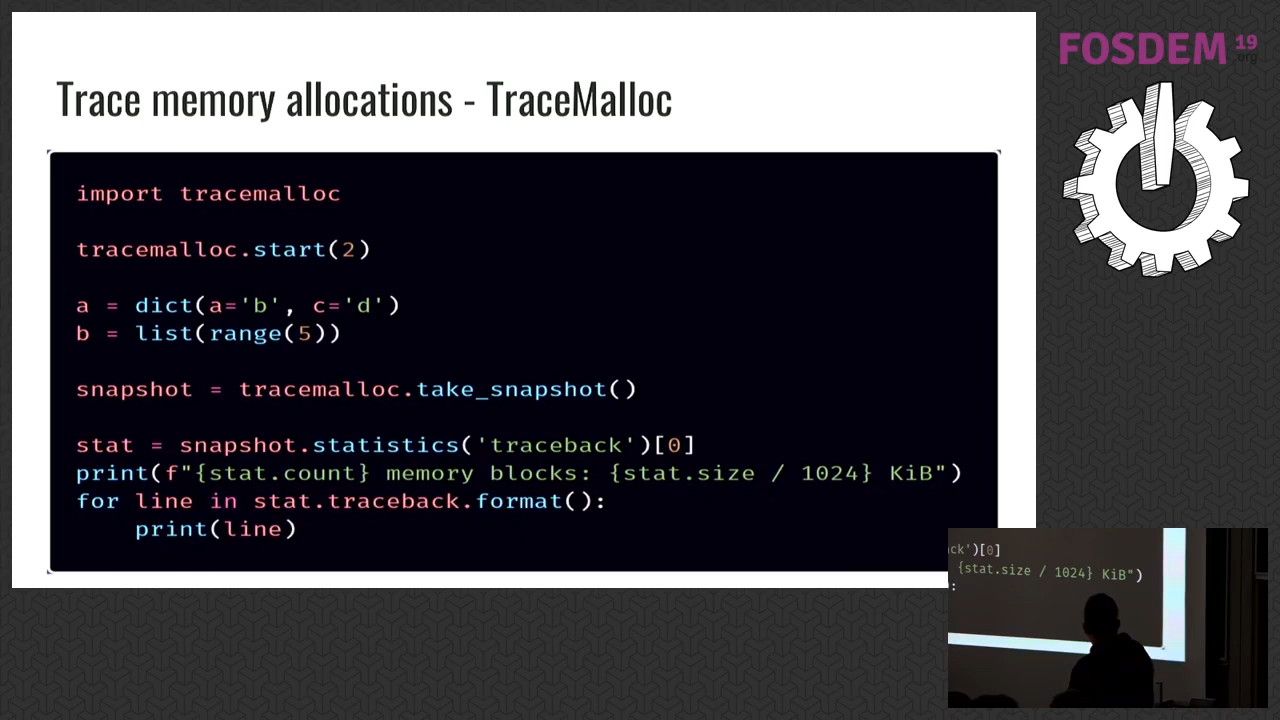 Trace memory allocations - TraceMalloc
FOSDEM 19
.org
import tracemalloc
tracemalloc.start(2)
a = dict(a='b', c='d')
b = list(range(5))
snapshot = tracemalloc.take_snapshot()
stat = snapshot.statistics('traceback')[0]
print(f"{stat.count} memory blocks: {stat.size / 1024} KiB")
for line in stat.traceback.format():
    print(line)
ck')[0]
{stat.size / 1024} KiB")
: